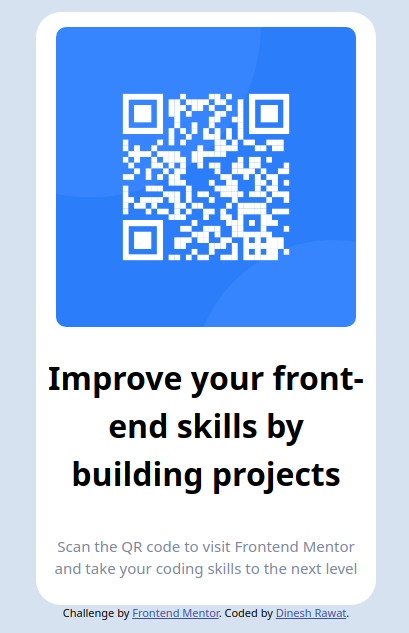 Improve your front-
end skills by
building projects
Scan the QR code to visit Frontend Mentor
and take your coding skills to the next level
Challenge by Frontend Mentor. Coded by Dinesh Rawat.